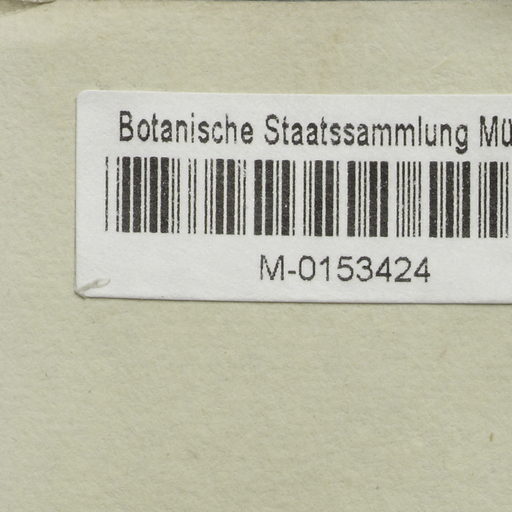 Botanische Staatssammlung Mü
M-0153424